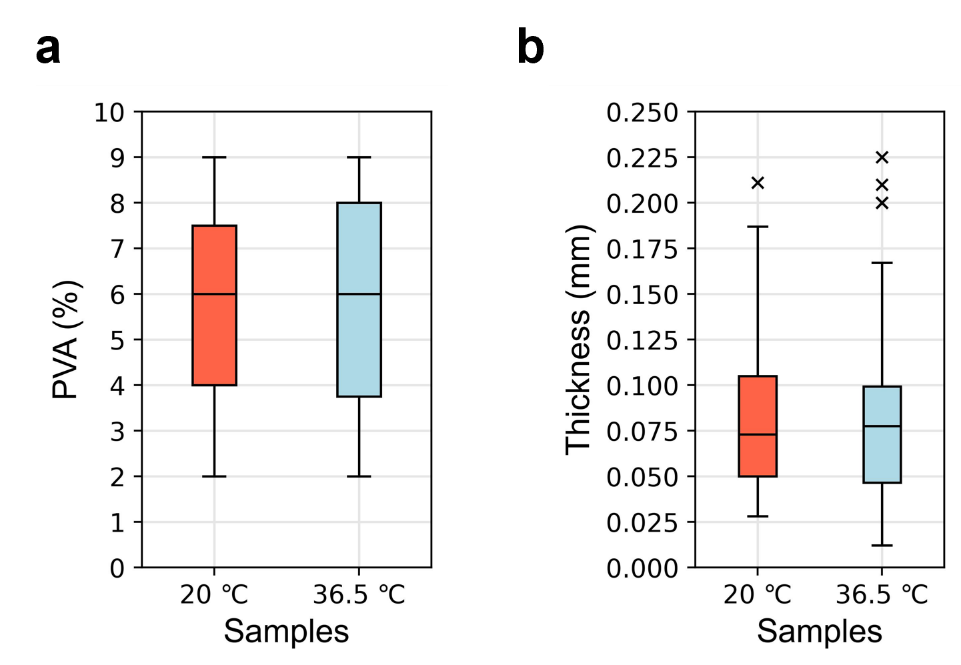 a
10
9
8
7
6
5
4
3
2
1
0
PVA (%)
20 ℃ 36.5 ℃
Samples
b
0.250
0.225
0.200
0.175
0.150
0.125
0.100
0.075
0.050
0.025
0.000
Thickness (mm)
20 ℃ 36.5 ℃
Samples